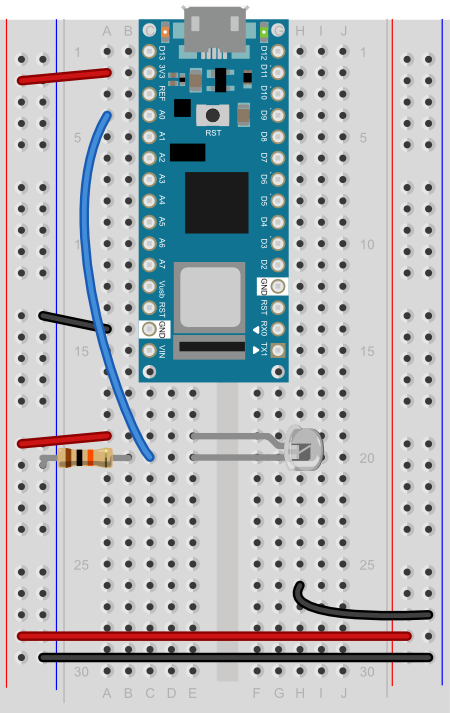 A B C G H I J
1 D13 D12 1
3V3 D11
REF D10
A0 D9
RST
5 A1 D8 5
A2 D7
A3 D6
A4 D5
A5 D4
10 A6 D3 10
A7 D2
Vusb GND
RST RST
GND RX0
15 VIN TX1 15
20 20
25 25
30 30
A B C D E F G H I J